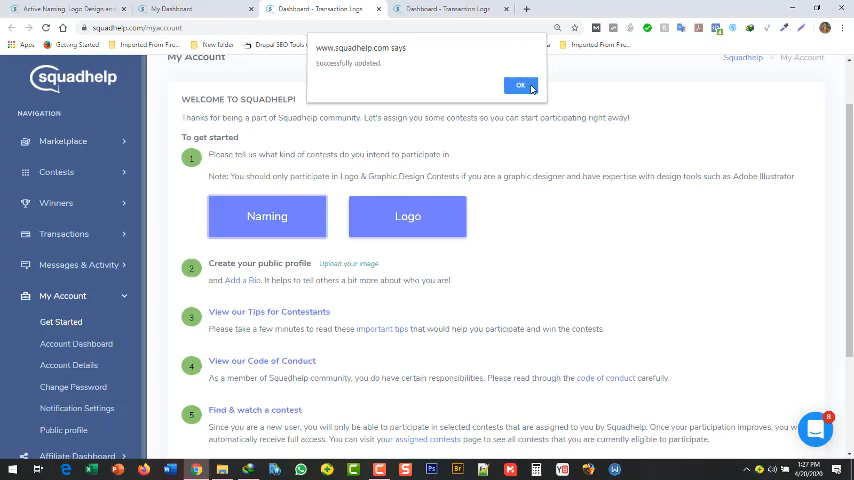 Active Naming, Logo Design and
My Dashboard
Dashboard - Transaction Logs
Dashboard - Transaction Logs
squadhelp.com/myaccount
Apps
Getting Started
Imported From Firef...
New folder
Drupal SEO Tools
Imported From Firef...
www.squadhelp.com says
Successfully updated.
OK
My Account
Squadhelp
My Account
squadhelp
NAVIGATION
Marketplace
Contests
Winners
Transactions
Messages & Activity
My Account
Get Started
Account Dashboard
Account Details
Change Password
Notification Settings
Public profile
Affiliate Dashboard
WELCOME TO SQUADHELP!
Thanks for being a part of Squadhelp community. Let's assign you some contests so you can start participating right away!
To get started
1 Please tell us what kind of contests do you intend to participate in
Note: You should only participate in Logo & Graphic Design Contests if you are a graphic designer and have expertise with design tools such as Adobe Illustrator
Naming
Logo
2 Create your public profile Upload your image
and Add a Bio. It helps to tell others a bit more about who you are!
3 View our Tips for Contestants
Please take a few minutes to read these important tips that would help you participate and win the contests.
4 View our Code of Conduct
As a member of Squadhelp community, you do have certain responsibilities. Please read through the code of conduct carefully.
5 Find & watch a contest
Since you are a new user, you will only be able to participate in selected contests that are assigned to you by Squadhelp. Once your participation improves, you w
automatically receive full access. You can visit your assigned contests page to see all contests that you are currently eligible to participate.
8
1:27 PM
4/20/2020